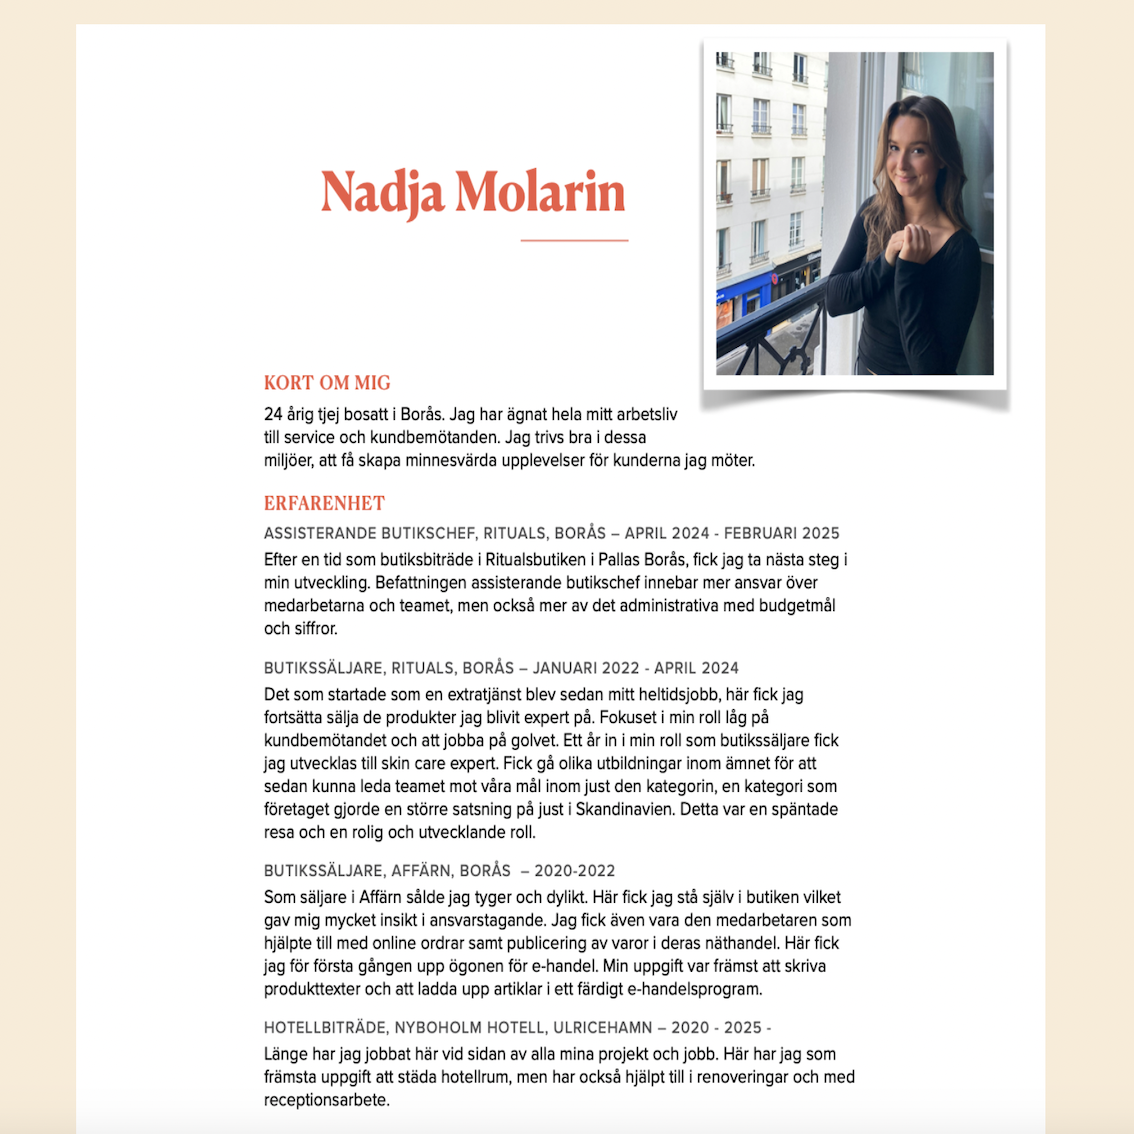 Nadja Molarin
KORT OM MIG
24 årig tjej bosatt i Borås. Jag har ägnat hela mitt arbetsliv
till service och kundbemötanden. Jag trivs bra i dessa
miljöer, att få skapa minnesvärda upplevelser för kunderna jag möter.
ERFARENHET
ASSISTERANDE BUTIKSCHEF, RITUALS, BORÅS – APRIL 2024 - FEBRUARI 2025
Efter en tid som butiksbiträde i Ritualsbutiken i Pallas Borås, fick jag ta nästa steg i
min utveckling. Befattningen assisterande butikschef innebar mer ansvar över
medarbetarna och teamet, men också mer av det administrativa med budgetmål
och siffror.
BUTIKSSÄLJARE, RITUALS, BORÅS – JANUARI 2022 - APRIL 2024
Det som startade som en extratjänst blev sedan mitt heltidsjobb, här fick jag
fortsätta sälja de produkter jag blivit expert på. Fokuset i min roll låg på
kundbemötandet och att jobba på golvet. Ett år in i min roll som butikssäljare fick
jag utvecklas till skin care expert. Fick gå olika utbildningar inom ämnet för att
sedan kunna leda teamet mot våra mål inom just den kategorin, en kategori som
företaget gjorde en större satsning på just i Skandinavien. Detta var en späntade
resa och en rolig och utvecklande roll.
BUTIKSSÄLJARE, AFFÄRN, BORÅS – 2020-2022
Som säljare i Affärn sålde jag tyger och dylikt. Här fick jag stå själv i butiken vilket
gav mig mycket insikt i ansvarstagande. Jag fick även vara den medarbetaren som
hjälpte till med online ordrar samt publicering av varor i deras näthandel. Här fick
jag för första gången upp ögonen för e-handel. Min uppgift var främst att skriva
produkttexter och att ladda upp artiklar i ett färdigt e-handelsprogram.
HOTELLBITRÄDE, NYBOHOLM HOTELL, ULRICEHAMN – 2020 - 2025 -
Länge har jag jobbat här vid sidan av alla mina projekt och jobb. Här har jag som
främsta uppgift att städa hotellrum, men har också hjälpt till i renoveringar och med
receptionsarbete.